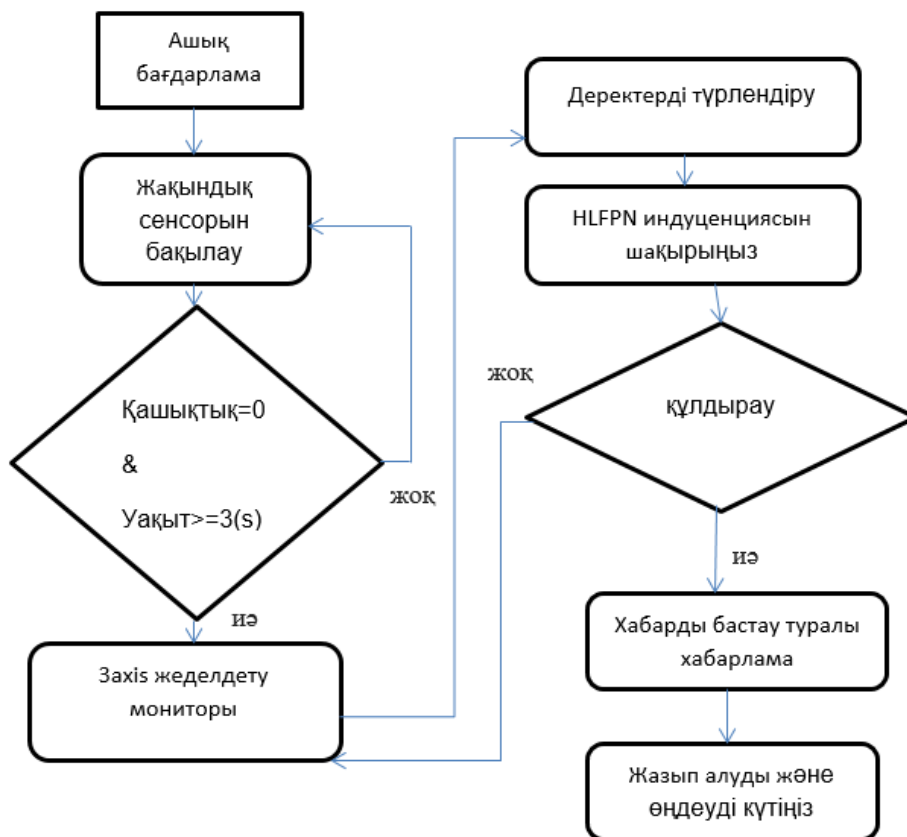 Ашық
бағдарлама
Жақындық
сенсорын
бақылау
Қашықтық=0
&
Уақыт>=3(s)
жоқ
иә
3axis жеделдету
мониторы
Деректерді түрлендіру
HLFPN индуценциясын
шақырыңыз
құлдырау
жоқ
иә
Хабарды бастау туралы
хабарлама
Жазып алуды және
өңдеуді күтіңіз